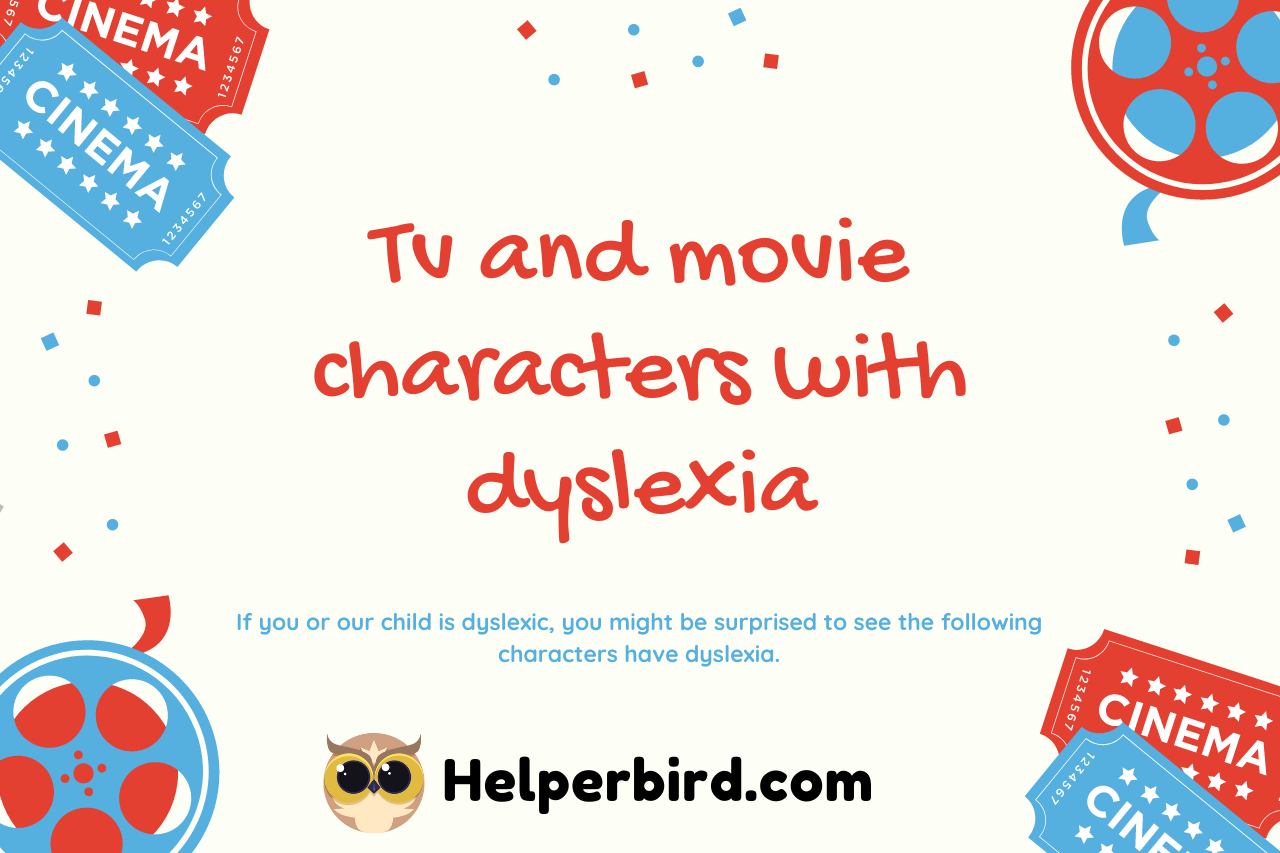 CINEMA
1234567
CINEMA
1234567
Tv and movie
characters with
dyslexia
If you or our child is dyslexic, you might be surprised to see the following
characters have dyslexia.
Helperbird.com
1234567
CINEMA
1234567